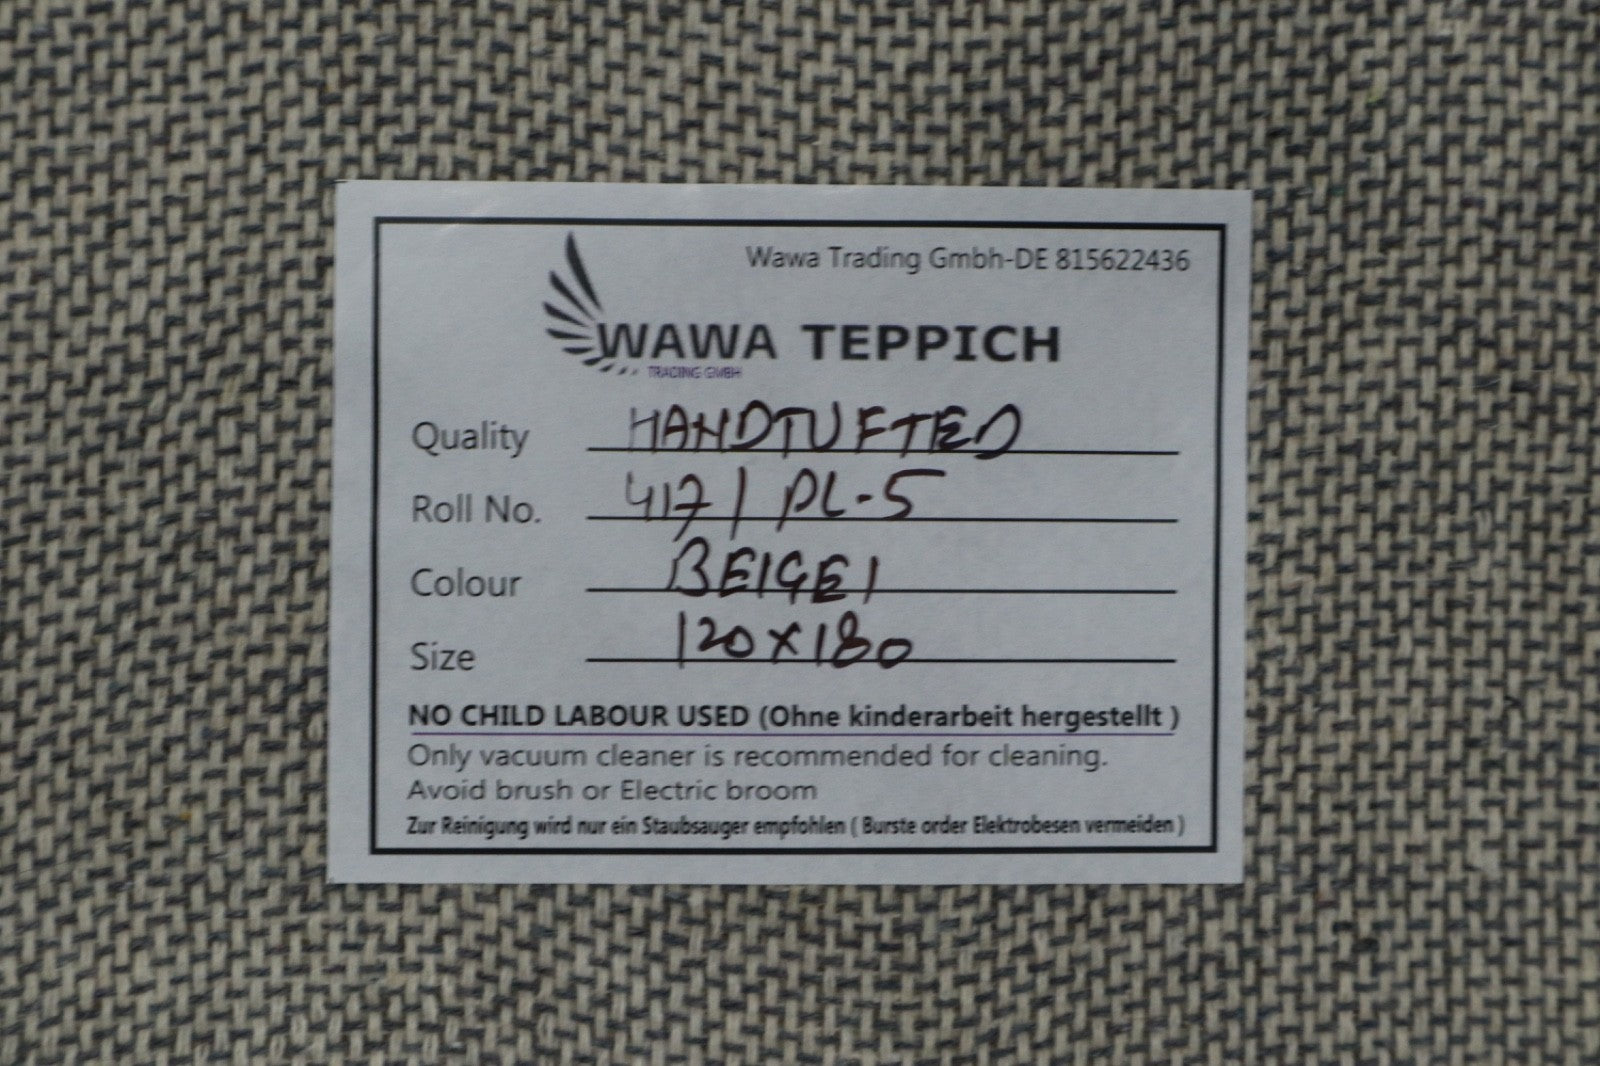 Wawa Trading Gmbh-DE 815622436
WAWA TEPPICH
TRADING GMBH
Quality HANDTUFTED
Roll No. 417 / PL-5
Colour BEIGE /
Size 120x180
NO CHILD LABOUR USED (Ohne kinderarbeit hergestellt )
Only vacuum cleaner is recommended for cleaning.
Avoid brush or Electric broom
Zur Reinigung wird nur ein Staubsauger empfohlen ( Burste order Elektrobesen vermeiden )